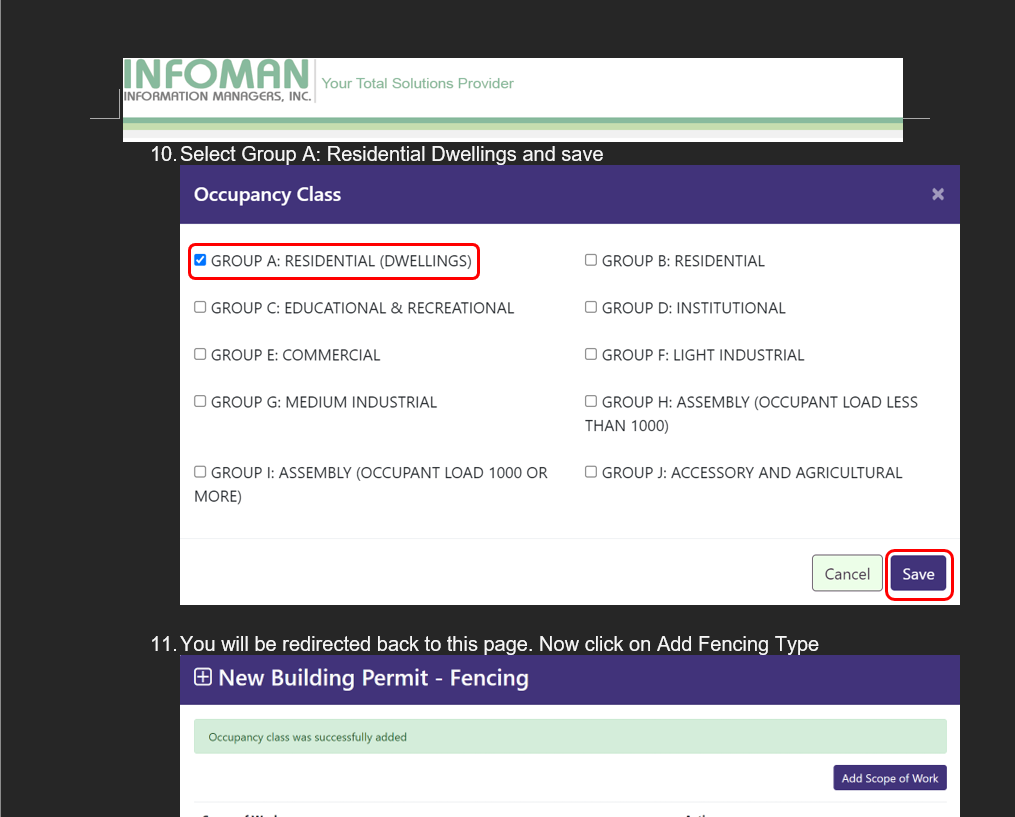 INFOMAN
INFORMATION MANAGERS, INC.
Your Total Solutions Provider
10. Select Group A: Residential Dwellings and save
Occupancy Class
×
GROUP A: RESIDENTIAL (DWELLINGS)
GROUP B: RESIDENTIAL
GROUP C: EDUCATIONAL & RECREATIONAL
GROUP D: INSTITUTIONAL
GROUP E: COMMERCIAL
GROUP F: LIGHT INDUSTRIAL
GROUP G: MEDIUM INDUSTRIAL
GROUP H: ASSEMBLY (OCCUPANT LOAD LESS
THAN 1000)
GROUP I: ASSEMBLY (OCCUPANT LOAD 1000 OR
MORE)
GROUP J: ACCESSORY AND AGRICULTURAL
Cancel
Save
11. You will be redirected back to this page. Now click on Add Fencing Type
New Building Permit - Fencing
Occupancy class was successfully added
Add Scope of Work